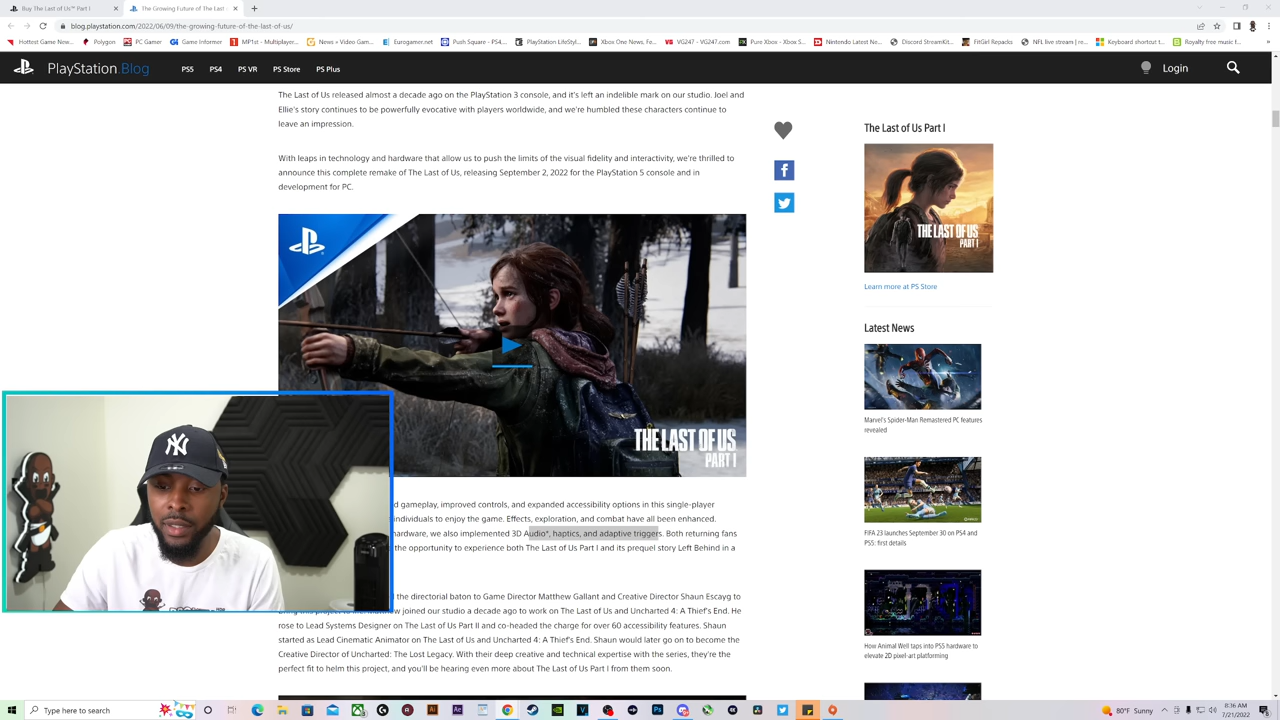 Buy The Last of Us™ Part I
The Growing Future of The Last
blog.playstation.com/2022/06/09/the-growing-future-of-the-last-of-us/
Hottest Game New...
Polygon
PC Gamer
Game Informer
MP1st - Multiplayer...
News » Video Gam...
Eurogamer.net
Push Square - PS4,...
PlayStation LifeStyl...
Xbox One News, Fe...
VG247 - VG247.com
Pure Xbox - Xbox S...
Nintendo Latest Ne...
Discord StreamKit...
FitGirl Repacks
NFL live stream | re...
Keyboard shortcut t...
Royalty free music f...
PlayStation.Blog
PS5
PS4
PS VR
PS Store
PS Plus
Login
The Last of Us released almost a decade ago on the PlayStation 3 console, and it's left an indelible mark on our studio. Joel and
Ellie's story continues to be powerfully evocative with players worldwide, and we're humbled these characters continue to
leave an impression.
With leaps in technology and hardware that allow us to push the limits of the visual fidelity and interactivity, we're thrilled to
announce this complete remake of The Last of Us, releasing September 2, 2022 for the PlayStation 5 console and in
development for PC.
THE LAST OF US
PART I
d gameplay, improved controls, and expanded accessibility options in this single-player
individuals to enjoy the game. Effects, exploration, and combat have all been enhanced.
hardware, we also implemented 3D Audio*, haptics, and adaptive triggers. Both returning fans
the opportunity to experience both The Last of Us Part I and its prequel story Left Behind in a
the directorial baton to Game Director Matthew Gallant and Creative Director Shaun Escayg to
joined our studio a decade ago to work on The Last of Us and Uncharted 4: A Thief's End. He
rose to Lead Systems Designer on The Last of Us Part II and co-headed the charge for over 60 accessibility features. Shaun
started as Lead Cinematic Animator on The Last of Us and Uncharted 4: A Thief's End. Shaun would later go on to become the
Creative Director of Uncharted: The Lost Legacy. With their deep creative and technical expertise with the series, they're the
perfect fit to helm this project, and you'll be hearing even more about The Last of Us Part I from them soon.
The Last of Us Part I
THE LAST OF US
PART I
Learn more at PS Store
Latest News
Marvel's Spider-Man Remastered PC features
revealed
FIFA 23 launches September 30 on PS4 and
PS5: first details
How Animal Well taps into PS5 hardware to
elevate 2D pixel-art platforming
Type here to search
80°F Sunny
8:36 AM
7/21/2022